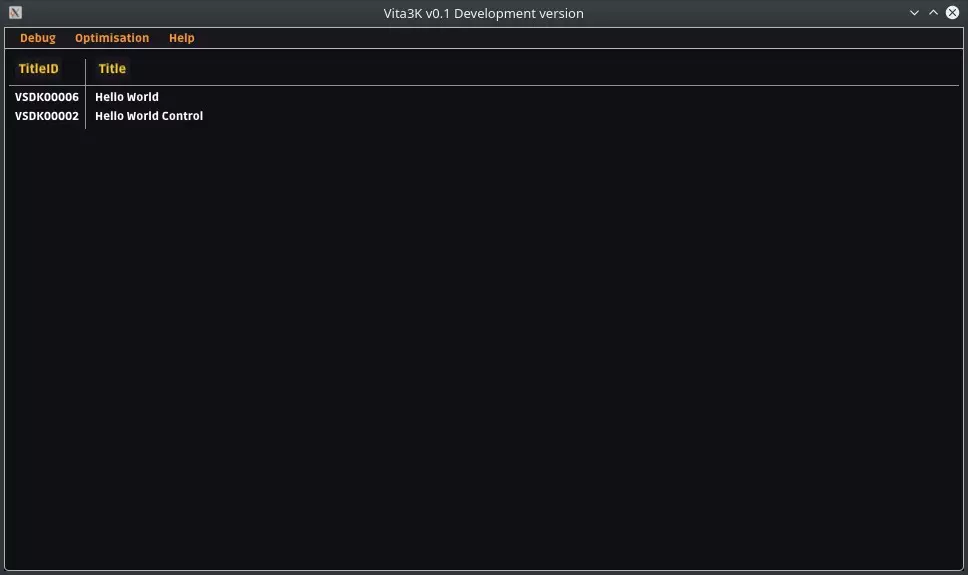 Vita3K v0.1 Development version
Debug Optimisation Help
TitleID Title
VSDK00006 Hello World
VSDK00002 Hello World Control